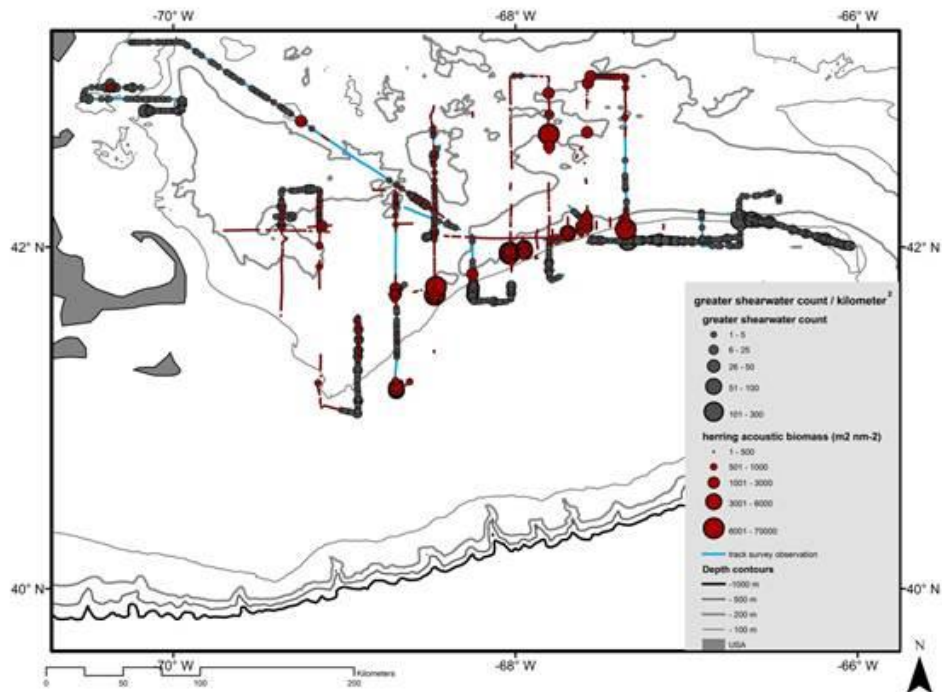 -70° W -68° W -66° W
42° N 42° N
greater shearwater count / kilometer 2
greater shearwater count
1 - 5
6 - 25
26 - 50
51 - 100
101 - 300
herring acoustic biomass (m2 nm-2)
1 - 500
501 - 1000
1001 - 3000
3001 - 6000
6001 - 70000
track survey observation
Depth contours
-1000 m
- 500 m
- 200 m
- 100 m
USA
40° N 40° N
-70° W -68° W -66° W
Kilometers
0 50 100 200
N